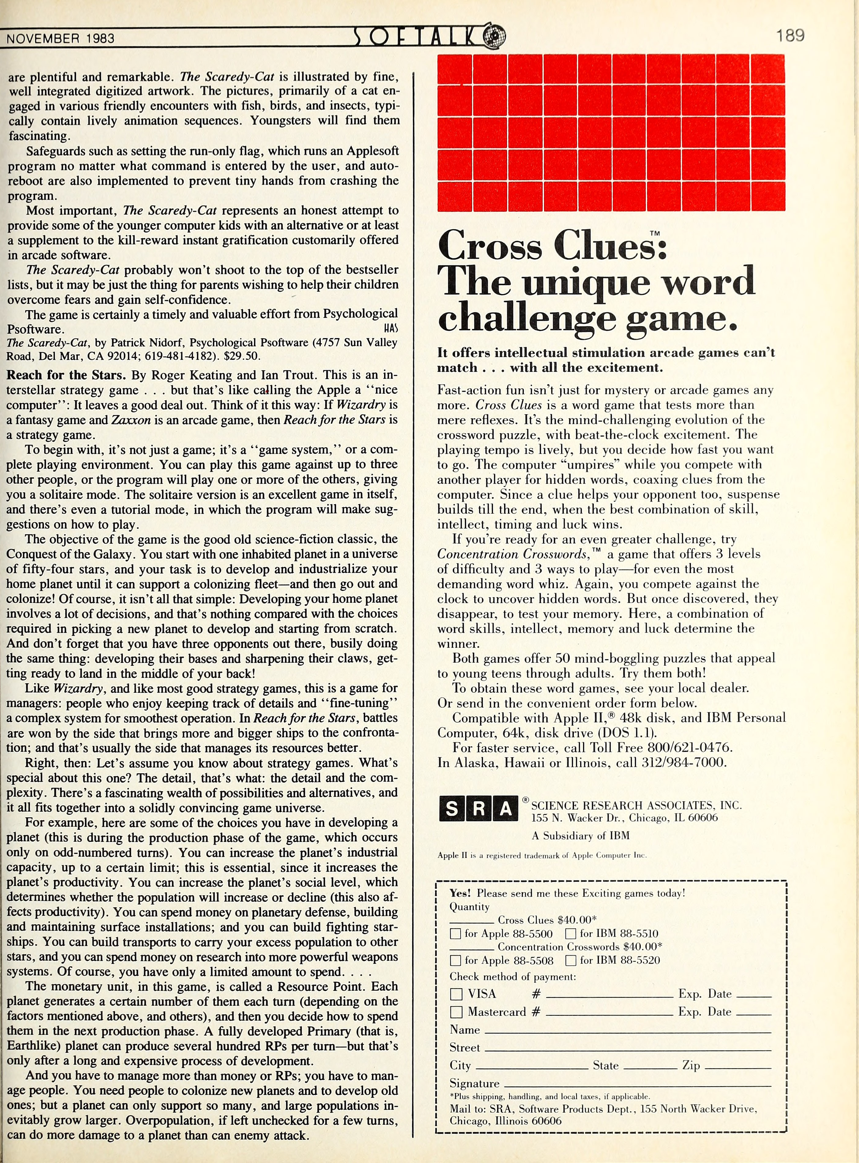 NOVEMBER 1983
SOFTALK
189
are plentiful and remarkable. The Scaredy-Cat is illustrated by fine,
well integrated digitized artwork. The pictures, primarily of a cat en-
gaged in various friendly encounters with fish, birds, and insects, typi-
cally contain lively animation sequences. Youngsters will find them
fascinating.
Safeguards such as setting the run-only flag, which runs an Applesoft
program no matter what command is entered by the user, and auto-
reboot are also implemented to prevent tiny hands from crashing the
program.
Most important, The Scaredy-Cat represents an honest attempt to
provide some of the younger computer kids with an alternative or at least
a supplement to the kill-reward instant gratification customarily offered
in arcade software.
The Scaredy-Cat probably won't shoot to the top of the bestseller
lists, but it may be just the thing for parents wishing to help their children
overcome fears and gain self-confidence.
The game is certainly a timely and valuable effort from Psychological
Psoftware. WAS
The Scaredy-Cat, by Patrick Nidorf, Psychological Psoftware (4757 Sun Valley
Road, Del Mar, CA 92014; 619-481-4182). $29.50.
Reach for the Stars. By Roger Keating and Ian Trout. This is an in-
terstellar strategy game . . . but that's like calling the Apple a ‘‘nice
computer’’: It leaves a good deal out. Think of it this way: If Wizardry is
a fantasy game and Zaxxon is an arcade game, then Reach for the Stars is
a strategy game.
To begin with, it's not just a game; it's a ‘‘game system,’’ or a com-
plete playing environment. You can play this game against up to three
other people, or the program will play one or more of the others, giving
you a solitaire mode. The solitaire version is an excellent game in itself,
and there's even a tutorial mode, in which the program will make sug-
gestions on how to play.
The objective of the game is the good old science-fiction classic, the
Conquest of the Galaxy. You start with one inhabited planet in a universe
of fifty-four stars, and your task is to develop and industrialize your
home planet until it can support a colonizing fleet—and then go out and
colonize! Of course, it isn't all that simple: Developing your home planet
involves a lot of decisions, and that's nothing compared with the choices
required in picking a new planet to develop and starting from scratch.
And don't forget that you have three opponents out there, busily doing
the same thing: developing their bases and sharpening their claws, get-
ting ready to land in the middle of your back!
Like Wizardry, and like most good strategy games, this is a game for
managers: people who enjoy keeping track of details and ‘‘fine-tuning’’
a complex system for smoothest operation. In Reach for the Stars, battles
are won by the side that brings more and bigger ships to the confronta-
tion; and that's usually the side that manages its resources better.
Right, then: Let's assume you know about strategy games. What's
special about this one? The detail, that's what: the detail and the com-
plexity. There's a fascinating wealth of possibilities and alternatives, and
it all fits together into a solidly convincing game universe.
For example, here are some of the choices you have in developing a
planet (this is during the production phase of the game, which occurs
only on odd-numbered turns). You can increase the planet's industrial
capacity, up to a certain limit; this is essential, since it increases the
planet's productivity. You can increase the planet's social level, which
determines whether the population will increase or decline (this also af-
fects productivity). You can spend money on planetary defense, building
and maintaining surface installations; and you can build fighting star-
ships. You can build transports to carry your excess population to other
stars, and you can spend money on research into more powerful weapons
systems. Of course, you have only a limited amount to spend. . . .
The monetary unit, in this game, is called a Resource Point. Each
planet generates a certain number of them each turn (depending on the
factors mentioned above, and others), and then you decide how to spend
them in the next production phase. A fully developed Primary (that is,
Earthlike) planet can produce several hundred RPs per turn—but that's
only after a long and expensive process of development.
And you have to manage more than money or RPs; you have to man-
age people. You need people to colonize new planets and to develop old
ones; but a planet can only support so many, and large populations in-
evitably grow larger. Overpopulation, if left unchecked for a few turns,
can do more damage to a planet than can enemy attack.
Cross Clues™:
The unique word
challenge game.
It offers intellectual stimulation arcade games can't
match . . . with all the excitement.
Fast-action fun isn't just for mystery or arcade games any
more. Cross Clues is a word game that tests more than
mere reflexes. It's the mind-challenging evolution of the
crossword puzzle, with beat-the-clock excitement. The
playing tempo is lively, but you decide how fast you want
to go. The computer “umpires” while you compete with
another player for hidden words, coaxing clues from the
computer. Since a clue helps your opponent too, suspense
builds till the end, when the best combination of skill,
intellect, timing and luck wins.
If you're ready for an even greater challenge, try
Concentration Crosswords,™ a game that offers 3 levels
of difficulty and 3 ways to play—for even the most
demanding word whiz. Again, you compete against the
clock to uncover hidden words. But once discovered, they
disappear, to test your memory. Here, a combination of
word skills, intellect, memory and luck determine the
winner.
Both games offer 50 mind-boggling puzzles that appeal
to young teens through adults. Try them both!
To obtain these word games, see your local dealer.
Or send in the convenient order form below.
Compatible with Apple II,® 48k disk, and IBM Personal
Computer, 64k, disk drive (DOS 1.1).
For faster service, call Toll Free 800/621-0476.
In Alaska, Hawaii or Illinois, call 312/984-7000.
SRA® SCIENCE RESEARCH ASSOCIATES, INC.
155 N. Wacker Dr., Chicago, IL 60606
A Subsidiary of IBM
Apple II is a registered trademark of Apple Computer Inc.
Yes! Please send me these Exciting games today!
Quantity
______ Cross Clues $40.00*
☐ for Apple 88-5500 ☐ for IBM 88-5510
______ Concentration Crosswords $40.00*
☐ for Apple 88-5508 ☐ for IBM 88-5520
Check method of payment:
☐ VISA # ______ Exp. Date ______
☐ Mastercard # ______ Exp. Date ______
Name ______
Street ______
City ______ State ______ Zip ______
Signature ______
*Plus shipping, handling, and local taxes, if applicable.
Mail to: SRA, Software Products Dept., 155 North Wacker Drive,
Chicago, Illinois 60606